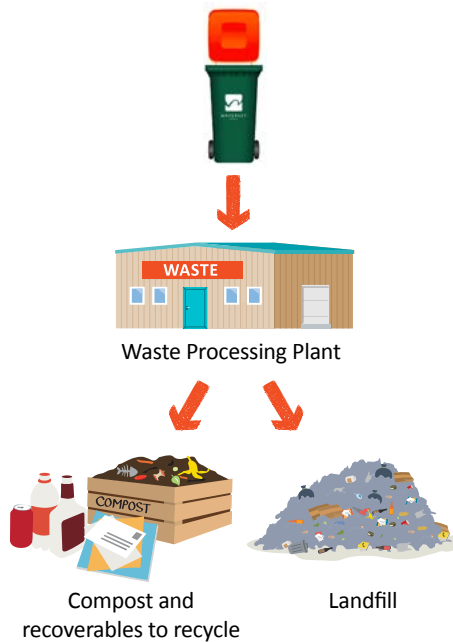 WASTE
Waste Processing Plant
COMPOST
Compost and
recoverables to recycle
Landfill